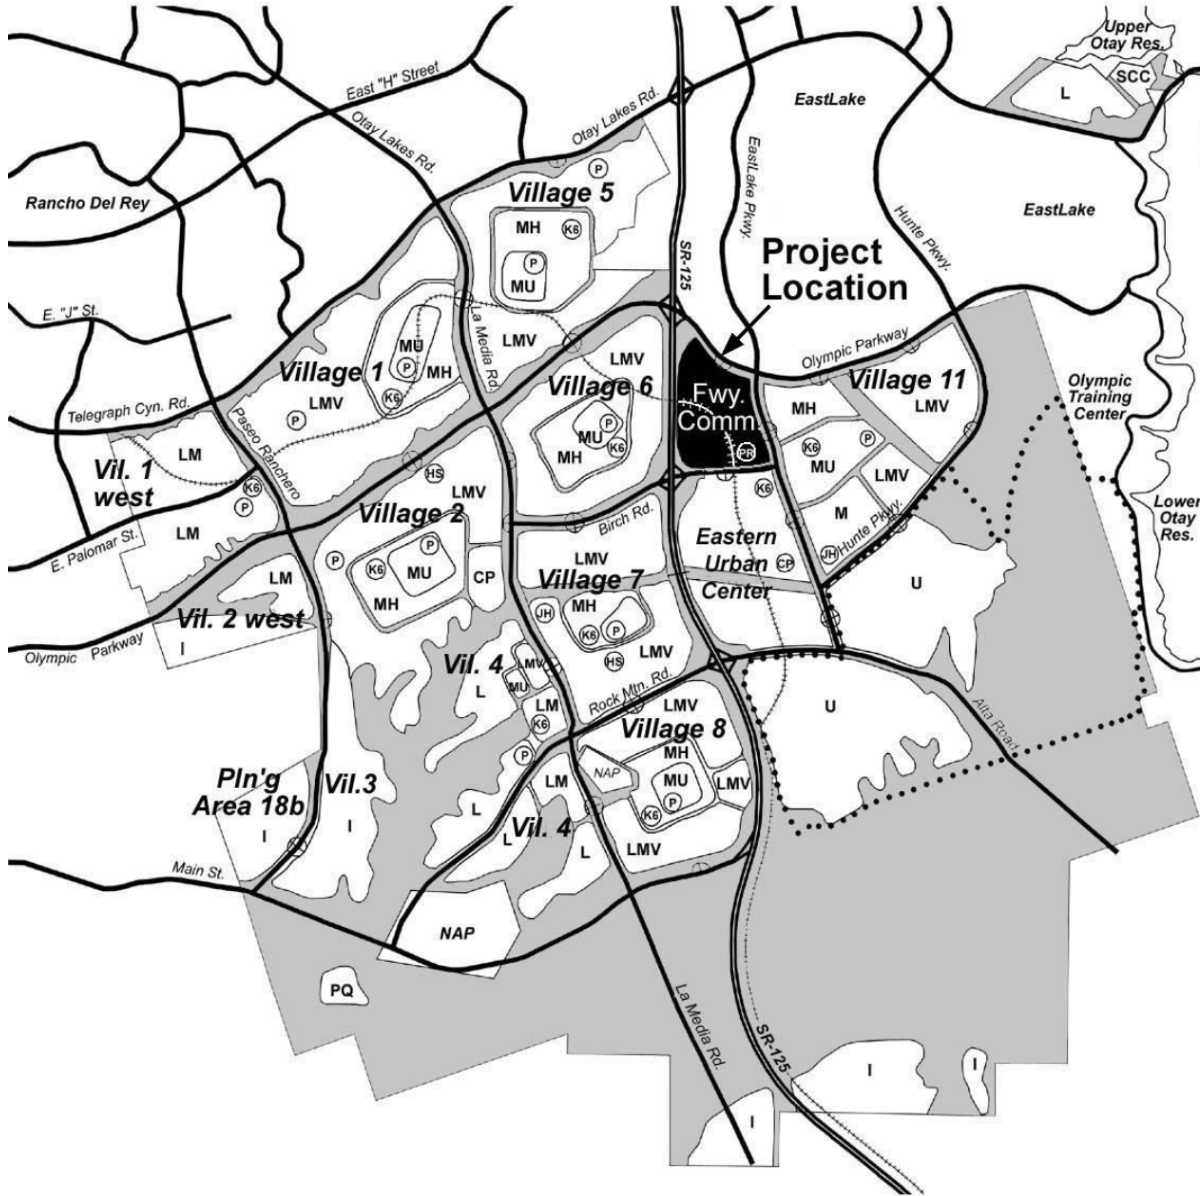 Upper
Otay Res.
SCC
L
East "H" Street
Otay Lakes Rd.
Otay Lakes Rd.
EastLake
EastLake Pkwy.
Rancho Del Rey
Village 5
P
MH
K6
P
MU
SR-125
Hunte Pkwy.
EastLake
Project
Location
E. "J" St.
La Media Rd.
LMV
Olympic Parkway
MU
P
MH
K6
Village 1
LMV
P
LMV
Village 6
P
MU
K6
MH
Fwy.
Comm.
PR
Village 11
LMV
MH
Olympic
Training
Center
Telegraph Cyn. Rd.
Paseo Ranchero
LM
Vil. 1
west
K6
P
LM
E. Palomar St.
HS
LMV
Village 2
K6
P
MU
LMV
M
K6
JH
Hunte Pkwy.
Lower
Otay
Res.
Birch Rd.
Eastern
Urban
Center
CP
P
K6
P
MU
MH
CP
LMV
Village 7
MH
K6
P
JH
HS
LMV
U
LM
Vil. 2 west
I
Olympic Parkway
Vil. 4
LMV
MU
L
LM
K6
P
Rock Mtn. Rd.
LMV
Village 8
MH
MU
P
K6
LMV
NAP
LMV
U
Alta Road
Pln'g
Area 18b
I
Vil.3
I
L
LM
L
Vil. 4
L
Main St.
NAP
PQ
La Media Rd.
SR-125
I
I
I